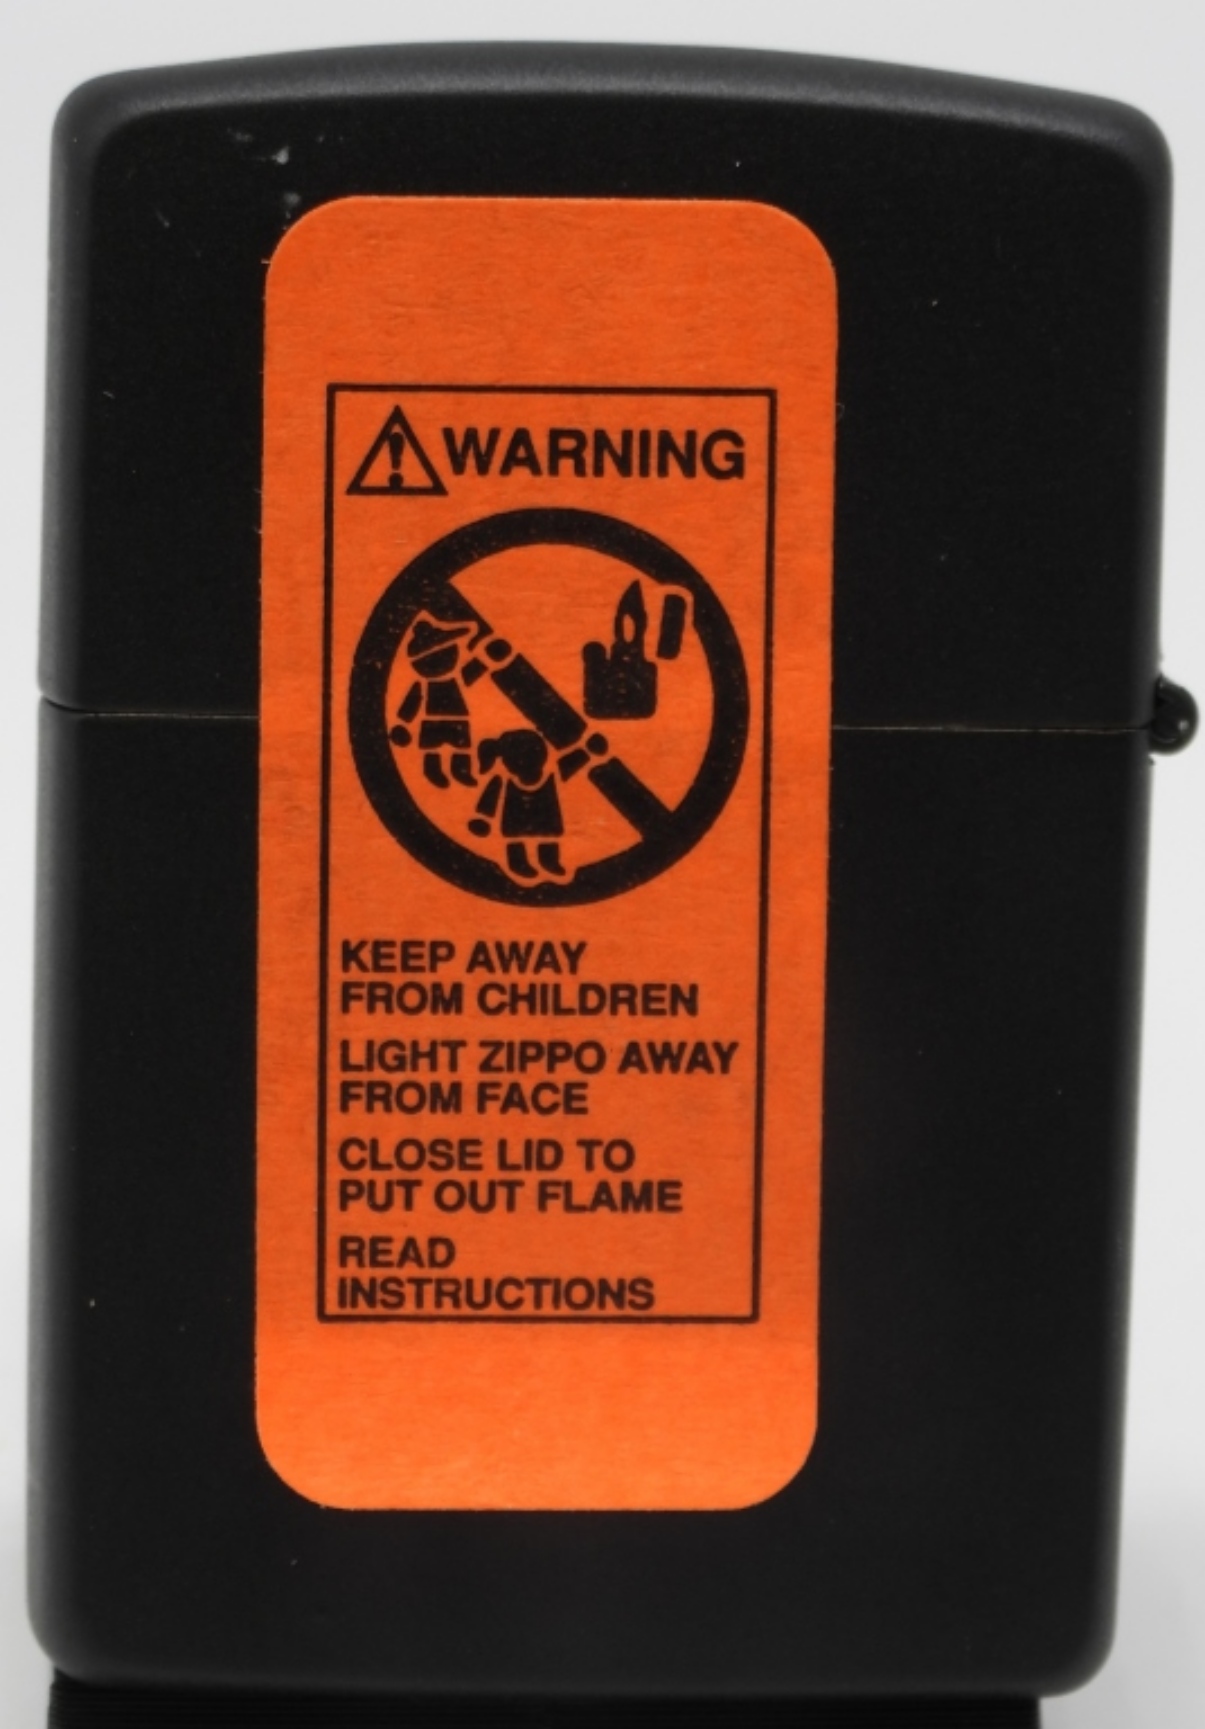 WARNING
KEEP AWAY
FROM CHILDREN
LIGHT ZIPPO AWAY
FROM FACE
CLOSE LID TO
PUT OUT FLAME
READ
INSTRUCTIONS